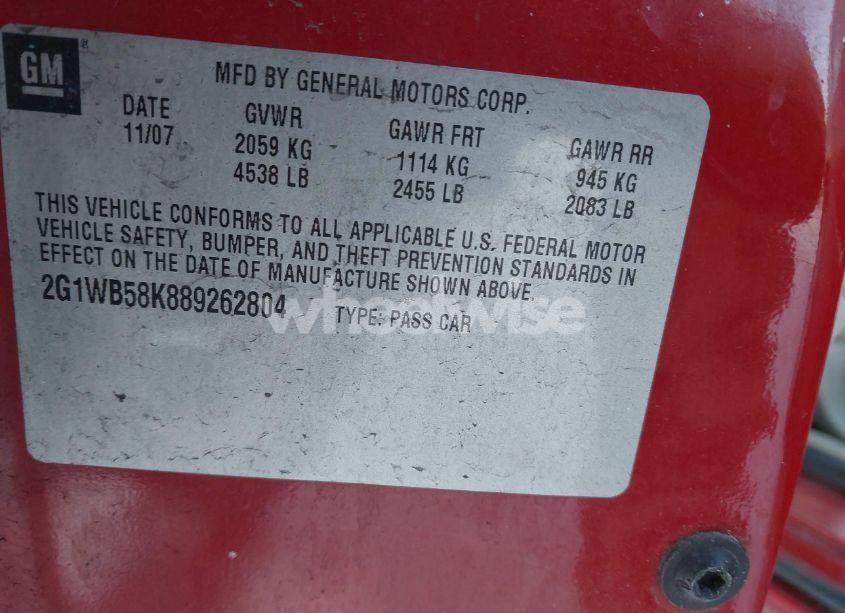 GM ®
MFD BY GENERAL MOTORS CORP.
DATE GVWR GAWR FRT GAWR RR
11/07 2059 KG 1114 KG 945 KG
4538 LB 2455 LB 2083 LB
THIS VEHICLE CONFORMS TO ALL APPLICABLE U.S. FEDERAL MOTOR
VEHICLE SAFETY, BUMPER, AND THEFT PREVENTION STANDARDS IN
EFFECT ON THE DATE OF MANUFACTURE SHOWN ABOVE.
2G1WB58K889262804 TYPE: PASS CAR
wheelwise